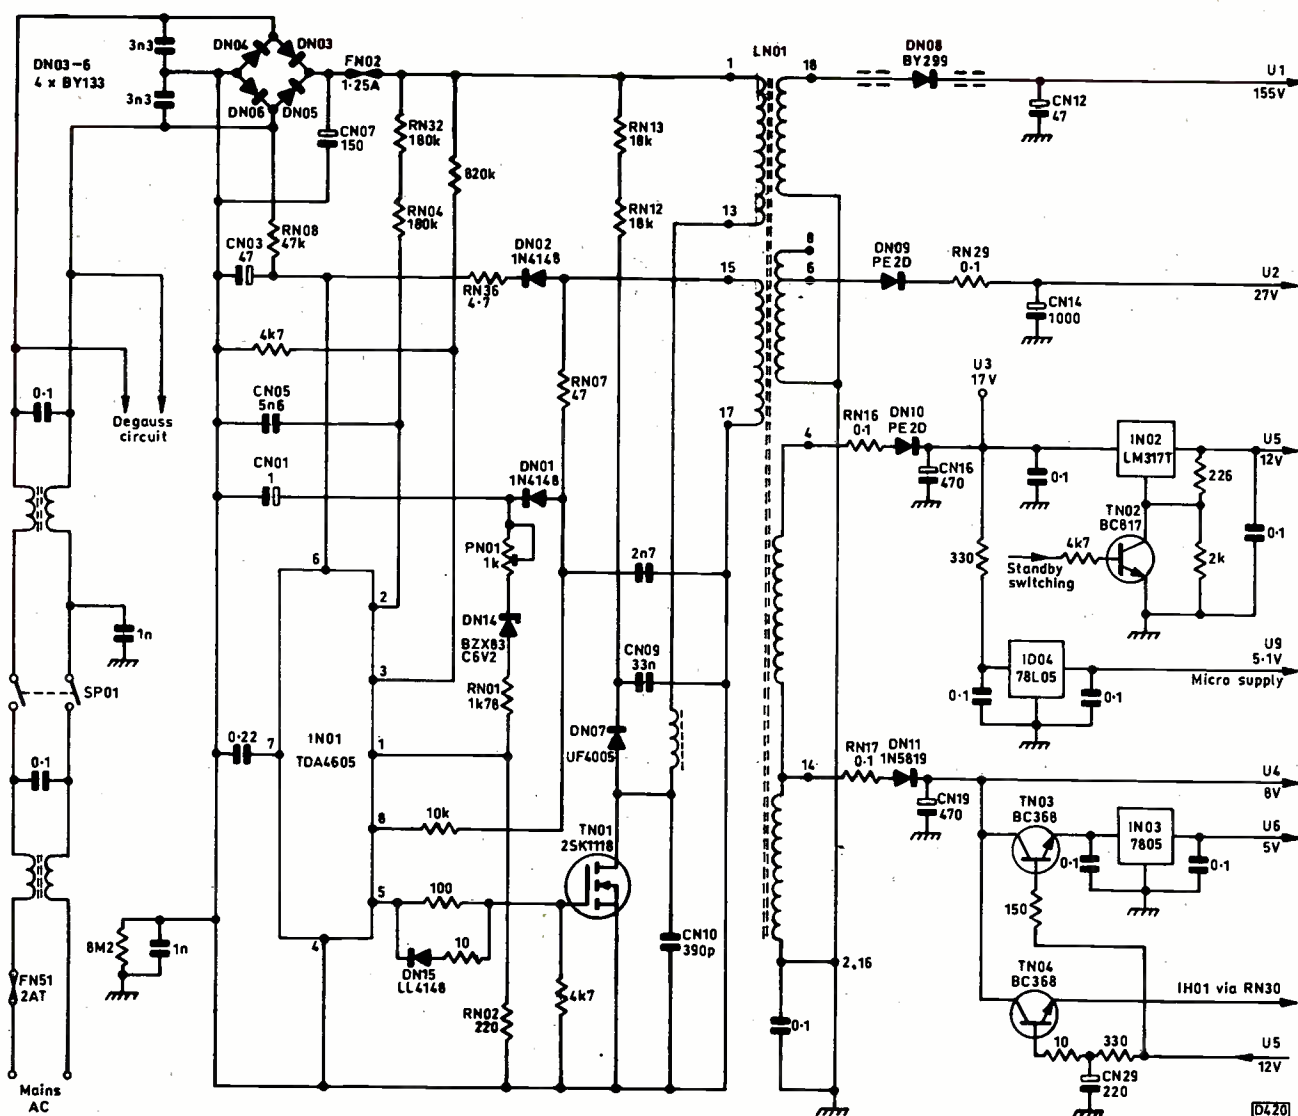 DN03-6
4 x BY133
3n3
3n3
DN04
DN03
DN06
DN05
FN02
1·25A
CN07
150
RN32
180k
820k
RN04
180k
RN08
47k
CN03
47
RN13
18k
RN12
18k
DN02
1N4148
RN36
4·7
4k7
CN05
5n6
CN01
1
RN07
47
DN01
1N4148
PN01
1k
DN14
BZX83
C6V2
RN01
1k78
0·1
Degauss
circuit
1n
SP01
0·1
8M2
1n
FN51
2AT
Mains
AC
0·22
7
6
IN01
TDA4605
2
3
1
8
5
4
10k
100
10
DN15
LL4148
RN02
220
4k7
TN01
2SK1118
2n7
CN09
33n
DN07
UF4005
CN10
390p
LN01
1
13
15
17
18
8
6
4
14
2,16
0·1
DN08
BY299
CN12
47
U1
155V
DN09
PE2D
RN29
0·1
CN14
1000
U2
27V
U3
17V
RN16
0·1
DN10
PE2D
CN16
470
0·1
IN02
LM317T
U5
12V
226
TN02
BC817
4k7
Standby
switching
2k
0·1
330
ID04
78L05
0·1
0·1
U9
5·1V
Micro supply
RN17
0·1
DN11
1N5819
CN19
470
U4
8V
TN03
BC368
0·1
IN03
7805
0·1
U6
5V
150
TN04
BC368
IH01 via RN30
10
330
CN29
220
U5
12V
D420